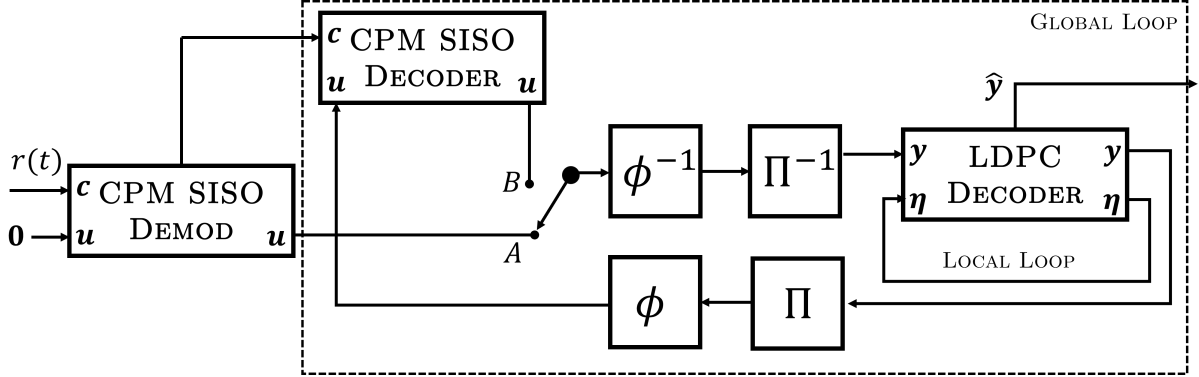 GLOBAL LOOP
c CPM SISO
u DECODER u
ŷ
r(t)
c CPM SISO
0 u DEMOD u
B
A
ϕ⁻¹
Π⁻¹
y LDPC y
η DECODER η
LOCAL LOOP
ϕ
Π